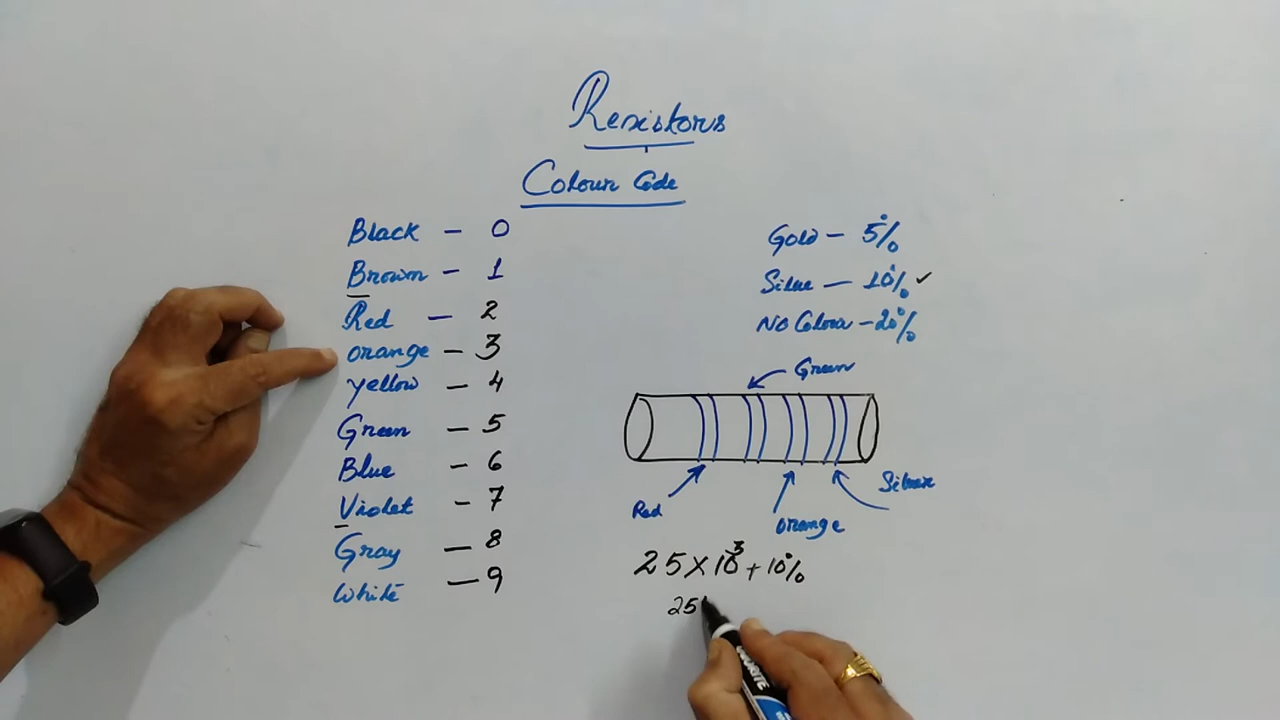 Resistors
Colour Code
Black - 0
Brown - 1
Red - 2
orange - 3
yellow - 4
Green - 5
Blue - 6
Violet - 7
Gray - 8
White - 9
Gold - 5%
Silve - 10% ✓
No Colour - 20%
Green
Red
orange
Silver
25 × 10³ + 10%
25